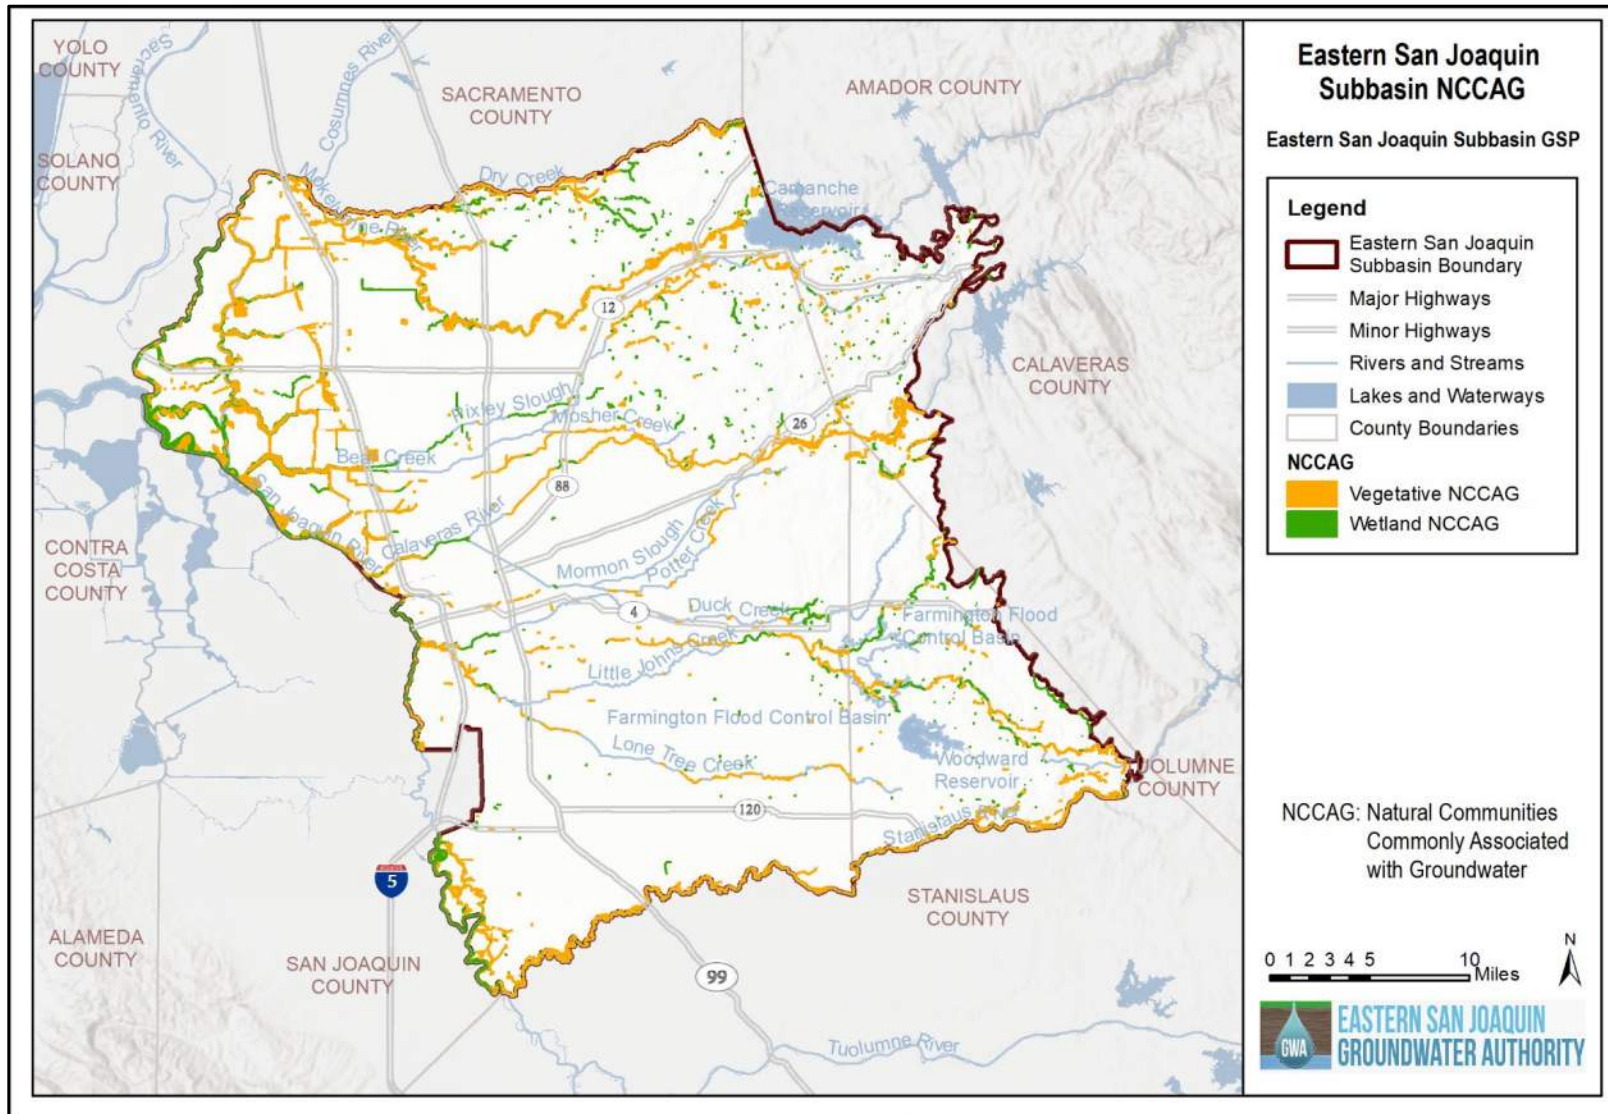 YOLO
COUNTY
Sacramento River
Cosumnes River
SACRAMENTO
COUNTY
AMADOR COUNTY
SOLANO
COUNTY
Mokelumne River
Dry Creek
Camanche
Reservoir
12
CALAVERAS
COUNTY
Pixley Slough
Mosher Creek
26
Bear Creek
88
San Joaquin River
Calaveras River
CONTRA
COSTA
COUNTY
Mormon Slough
Potter Creek
4
Duck Creek
Farmington Flood
Control Basin
Little Johns Creek
Farmington Flood Control Basin
Lone Tree Creek
Woodward
Reservoir
UOLUMNE
COUNTY
120
Stanislaus River
5
STANISLAUS
COUNTY
ALAMEDA
COUNTY
SAN JOAQUIN
COUNTY
99
Tuolumne River
Eastern San Joaquin
Subbasin NCCAG
Eastern San Joaquin Subbasin GSP
Legend
Eastern San Joaquin
Subbasin Boundary
Major Highways
Minor Highways
Rivers and Streams
Lakes and Waterways
County Boundaries
NCCAG
Vegetative NCCAG
Wetland NCCAG
NCCAG: Natural Communities
Commonly Associated
with Groundwater
N
0 1 2 3 4 5 10
Miles
GWA
EASTERN SAN JOAQUIN
GROUNDWATER AUTHORITY